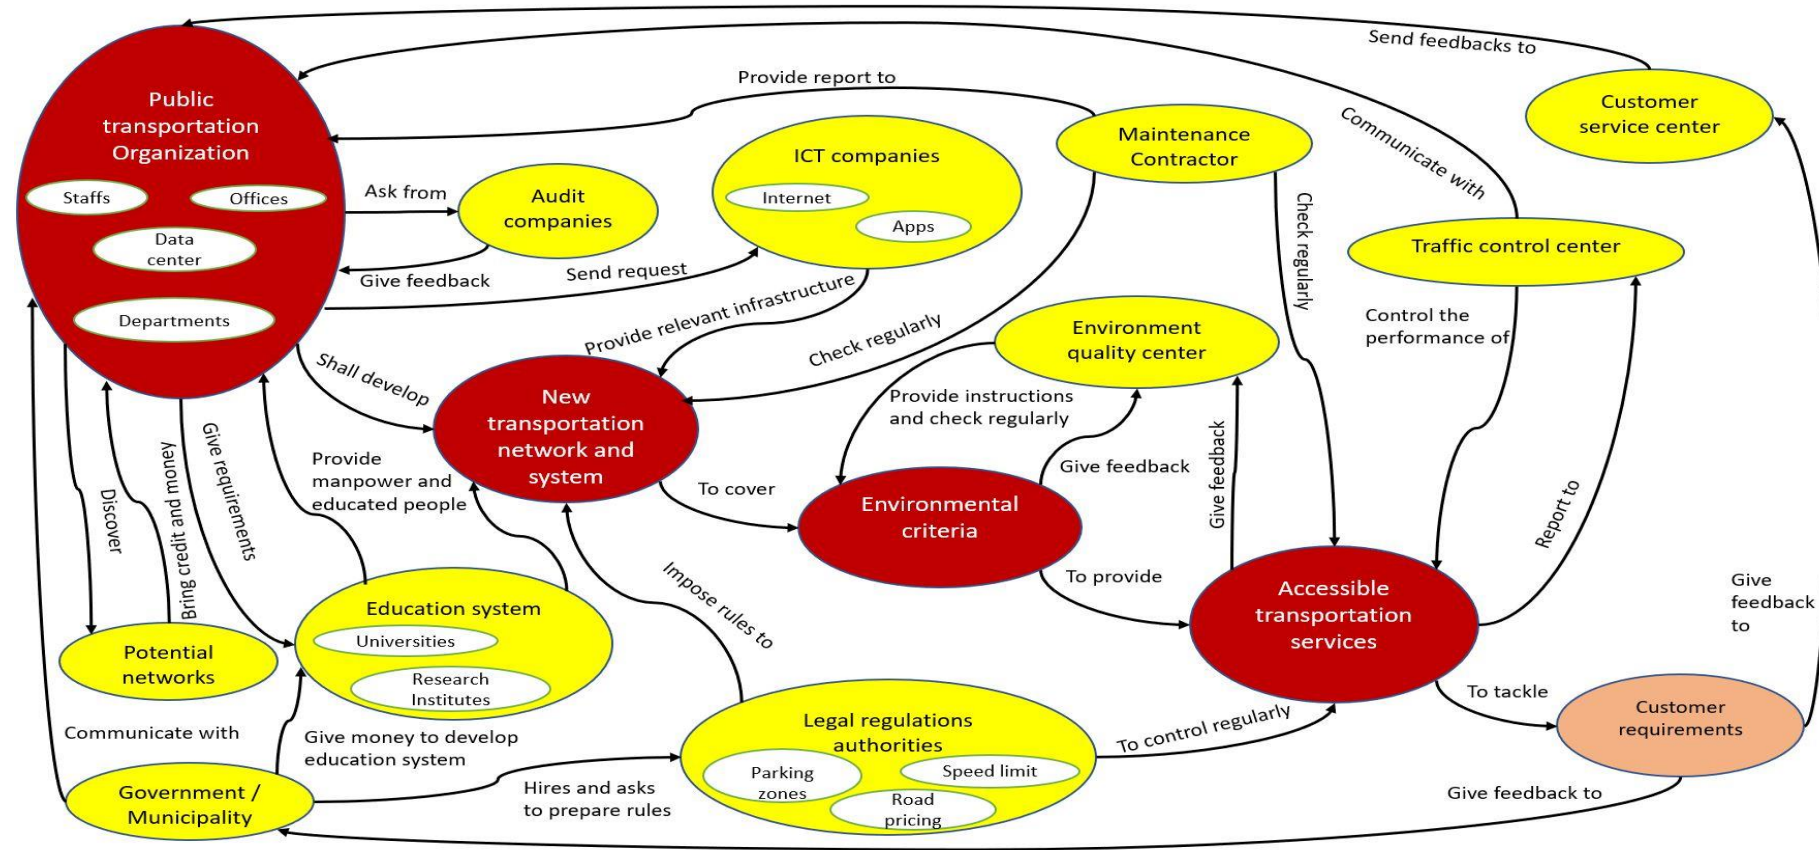 Send feedbacks to
Provide report to
Public
transportation
Organization
Staffs
Offices
Data
center
Departments
Ask from
Audit
companies
Give feedback
Send request
ICT companies
Internet
Apps
Maintenance
Contractor
Customer
service center
Communicate with
Check regularly
Traffic control center
Control the
performance of
Provide relevant infrastructure
Check regularly
Environment
quality center
Provide instructions
and check regularly
Shall develop
New
transportation
network and
system
Give feedback
Give feedback
To cover
Environmental
criteria
Report to
Discover
Bring credit and money
Give requirements
Provide
manpower and
educated people
To provide
Accessible
transportation
services
Give
feedback
to
Impose rules to
Education system
Universities
Research
Institutes
Potential
networks
To tackle
Customer
requirements
Legal regulations
authorities
Parking
zones
Speed limit
Road
pricing
To control regularly
Communicate with
Give money to develop
education system
Government /
Municipality
Hires and asks
to prepare rules
Give feedback to